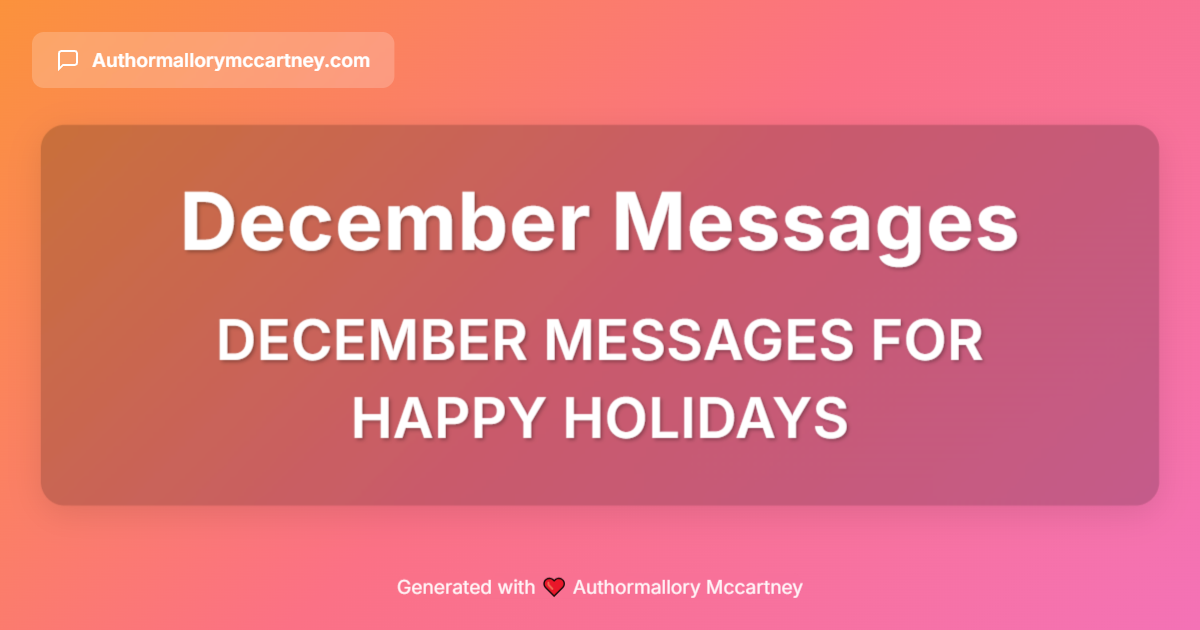 Authormallorymccartney.com
December Messages
DECEMBER MESSAGES FOR
HAPPY HOLIDAYS
Generated with ❤️ Authormallory Mccartney